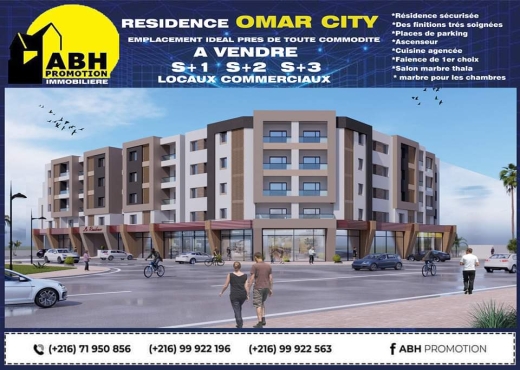 ABH
PROMOTION
IMMOBILIERE
RESIDENCE OMAR CITY
EMPLACEMENT IDEAL PRES DE TOUTE COMMODITE
A VENDRE
S+1 S+2 S+3
LOCAUX COMMERCIAUX
*Résidence sécurisée
*Des finitions trés soignées
*Places de parking
*Ascenseur
*Cuisine agencée
*Faience de 1er choix
*Salon marbre thala
* marbre pour les chambres
(+216) 71 950 856 (+216) 99 922 196 (+216) 99 922 563 f ABH PROMOTION